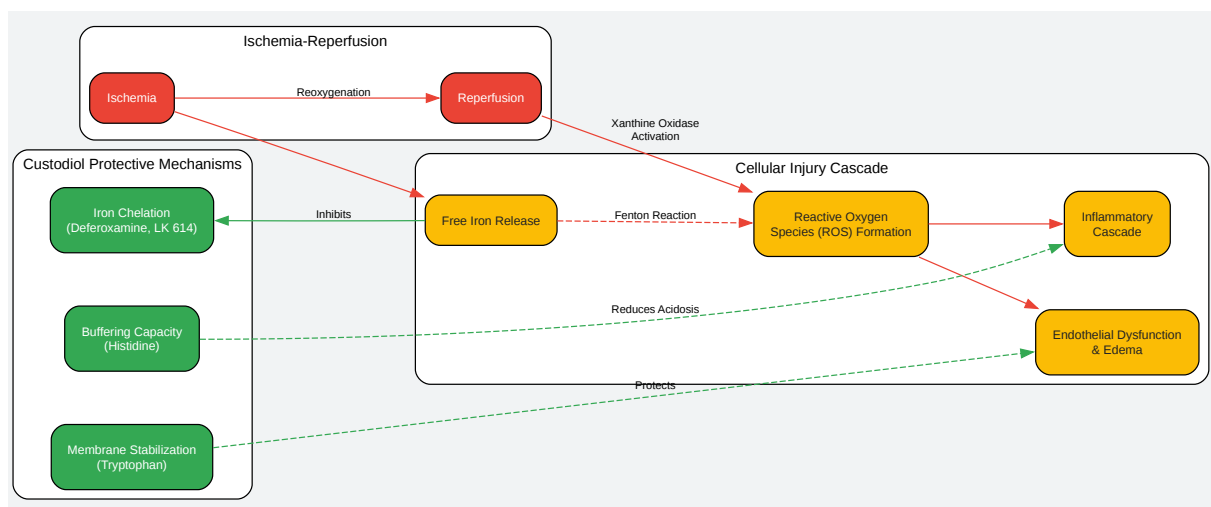 Ischemia-Reperfusion
Ischemia
Reoxygenation
Reperfusion
Xanthine Oxidase
Activation
Custodiol Protective Mechanisms
Cellular Injury Cascade
Iron Chelation
(Deferoxamine, LK 614)
Inhibits
Free Iron Release
Fenton Reaction
Reactive Oxygen
Species (ROS) Formation
Inflammatory
Cascade
Buffering Capacity
(Histidine)
Reduces Acidosis
Endothelial Dysfunction
& Edema
Protects
Membrane Stabilization
(Tryptophan)